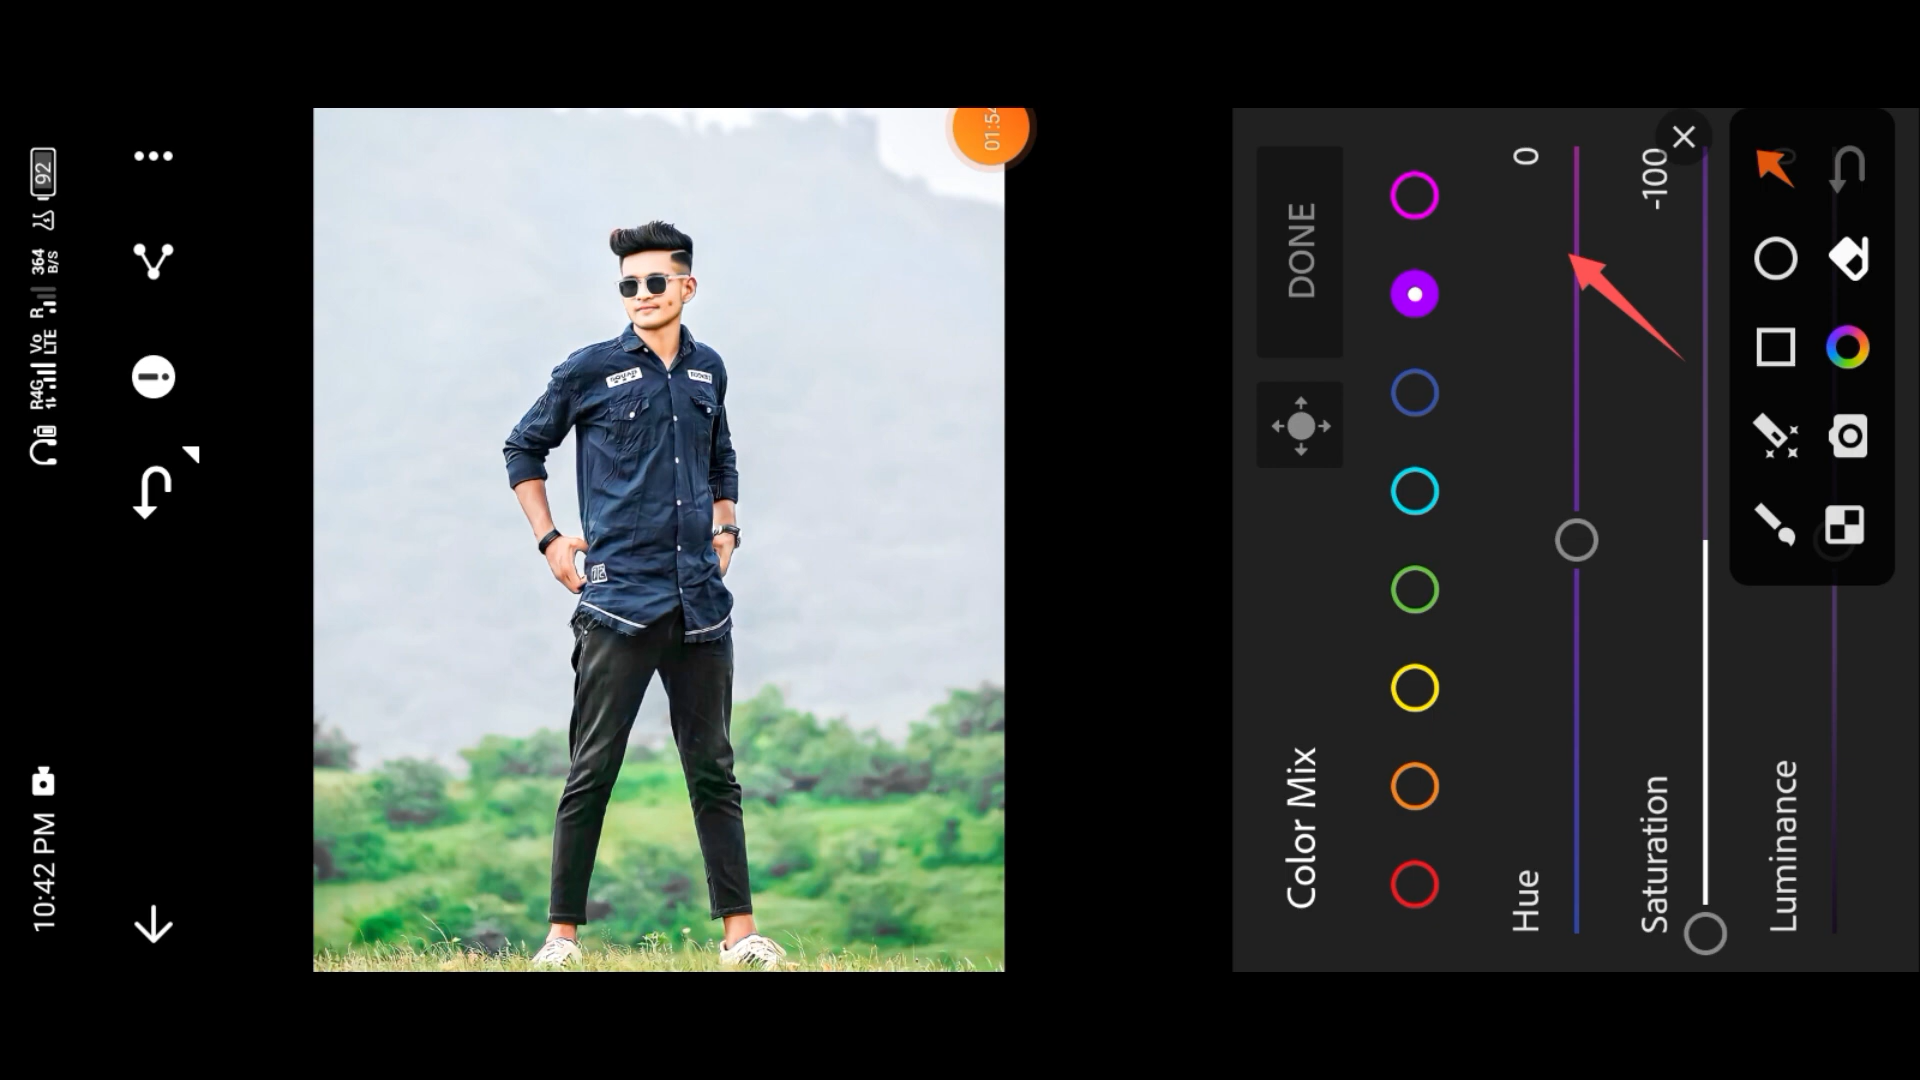 10:42 PM
R4G
Vo
LTE
R
364
B/S
92
01:54
DONE
Color Mix
Hue
0
Saturation
-100
Luminance